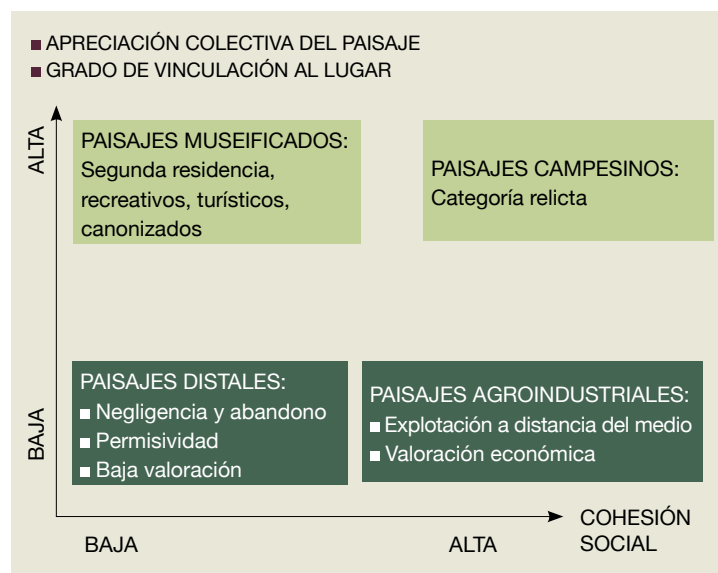 APRECIACIÓN COLECTIVA DEL PAISAJE
GRADO DE VINCULACIÓN AL LUGAR
ALTA
PAISAJES MUSEIFICADOS:
Segunda residencia,
recreativos, turísticos,
canonizados
PAISAJES CAMPESINOS:
Categoría relicta
BAJA
PAISAJES DISTALES:
Negligencia y abandono
Permisividad
Baja valoración
PAISAJES AGROINDUSTRIALES:
Explotación a distancia del medio
Valoración económica
BAJA
ALTA
COHESIÓN
SOCIAL